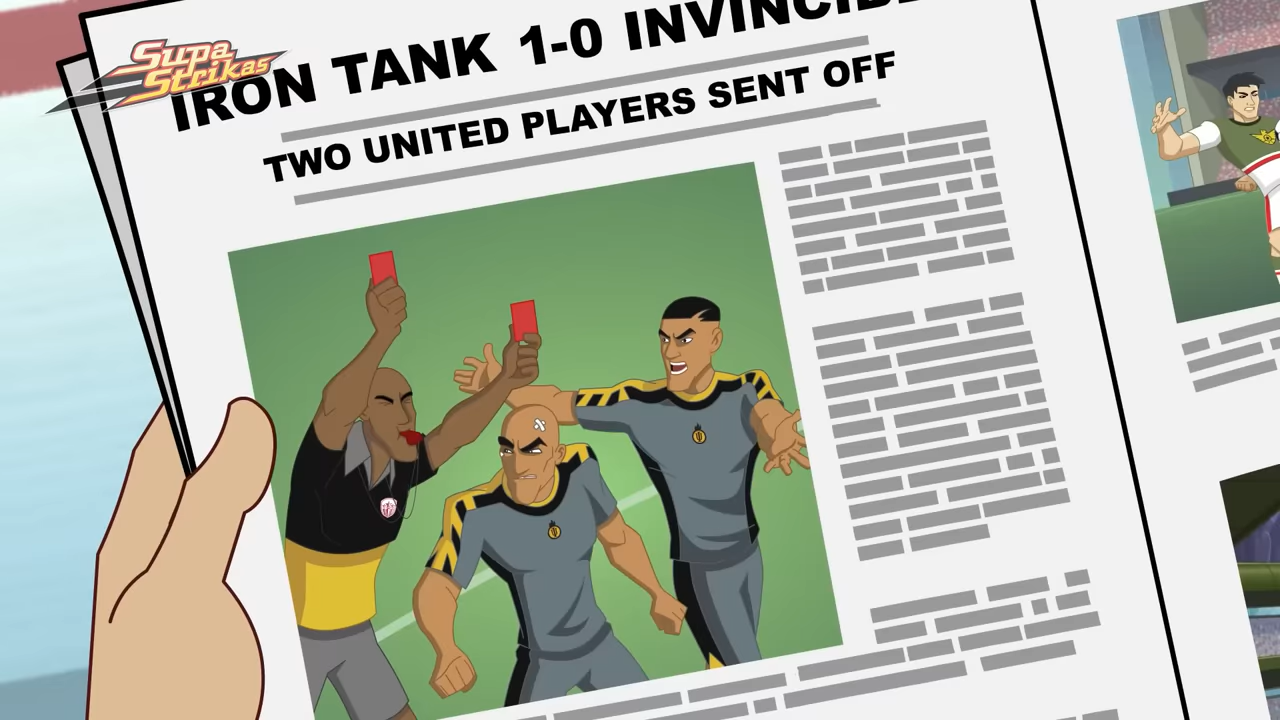 Supa
Strikas
IRON TANK 1-0
TWO UNITED PLAYERS SENT OFF